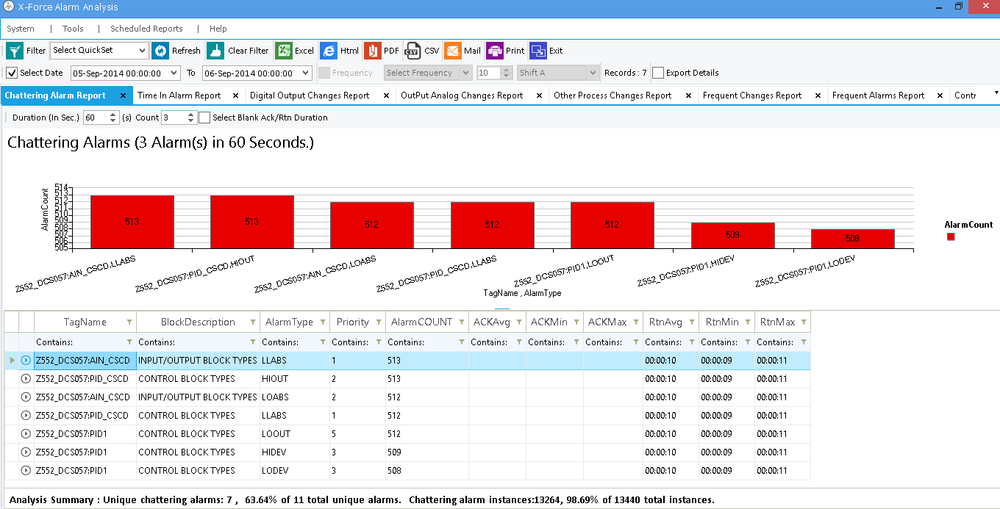 X-Force Alarm Analysis
System | Tools | Scheduled Reports | Help
Filter Select QuickSet Refresh Clear Filter Excel Html PDF CSV Mail Print Exit
Select Date 05-Sep-2014 00:00:00 To 06-Sep-2014 00:00:00 Frequency Select Frequency 10 Shift A Records : 7 Export Details
Chattering Alarm Report × Time In Alarm Report × Digital Output Changes Report × OutPut Analog Changes Report × Other Process Changes Report × Frequent Changes Report × Frequent Alarms Report × Contr
Duration (In Sec.) 60 (s) Count 3 Select Blank Ack/Rtn Duration
Chattering Alarms (3 Alarm(s) in 60 Seconds.)
AlarmCount
514
513
512
511
510
509
508
507
506
505
513 513 512 512 512 509 508
AlarmCount
Z552_DCS057:AIN_CSCD,LLABS Z552_DCS057:PID_CSCD,HIOUT Z552_DCS057:AIN_CSCD,LOABS Z552_DCS057:PID_CSCD,LLABS Z552_DCS057:PID1,LOOUT Z552_DCS057:PID1,HIDEV Z552_DCS057:PID1,LODEV
TagName , AlarmType
TagName BlockDescription AlarmType Priority AlarmCOUNT ACKAvg ACKMin ACKMax RtnAvg RtnMin RtnMax
Contains: Contains: Contains: Contains: Contains: Contains: Contains: Contains: Contains: Contains: Contains:
Z552_DCS057:AIN_CSCD INPUT/OUTPUT BLOCK TYPES LLABS 1 513 00:00:10 00:00:09 00:00:11
Z552_DCS057:PID_CSCD CONTROL BLOCK TYPES HIOUT 2 513 00:00:10 00:00:09 00:00:11
Z552_DCS057:AIN_CSCD INPUT/OUTPUT BLOCK TYPES LOABS 2 512 00:00:10 00:00:09 00:00:11
Z552_DCS057:PID_CSCD CONTROL BLOCK TYPES LLABS 1 512 00:00:10 00:00:09 00:00:11
Z552_DCS057:PID1 CONTROL BLOCK TYPES LOOUT 5 512 00:00:10 00:00:09 00:00:11
Z552_DCS057:PID1 CONTROL BLOCK TYPES HIDEV 3 509 00:00:10 00:00:09 00:00:11
Z552_DCS057:PID1 CONTROL BLOCK TYPES LODEV 3 508 00:00:10 00:00:09 00:00:11
Analysis Summary : Unique chattering alarms: 7 , 63.64% of 11 total unique alarms. Chattering alarm instances:13264, 98.69% of 13440 total instances.